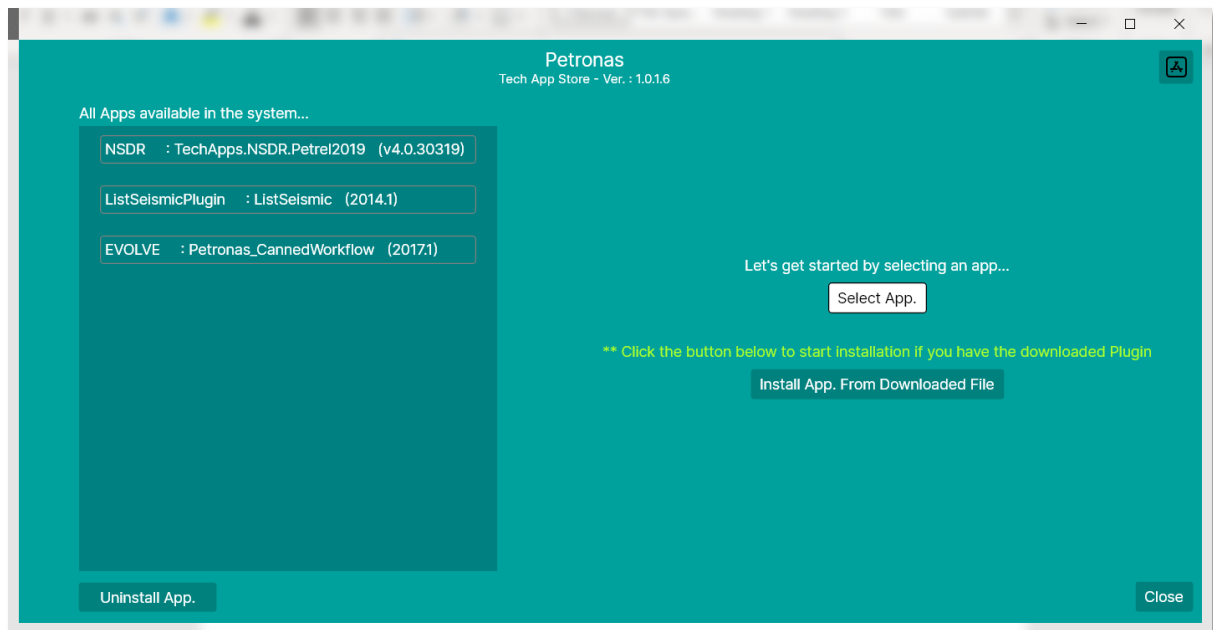 Petronas
Tech App Store - Ver. : 1.0.1.6
All Apps available in the system...
NSDR : TechApps.NSDR.Petrel2019 (v4.0.30319)
ListSeismicPlugin : ListSeismic (2014.1)
EVOLVE : Petronas_CannedWorkflow (2017.1)
Let's get started by selecting an app...
Select App.
** Click the button below to start installation if you have the downloaded Plugin
Install App. From Downloaded File
Uninstall App.
Close